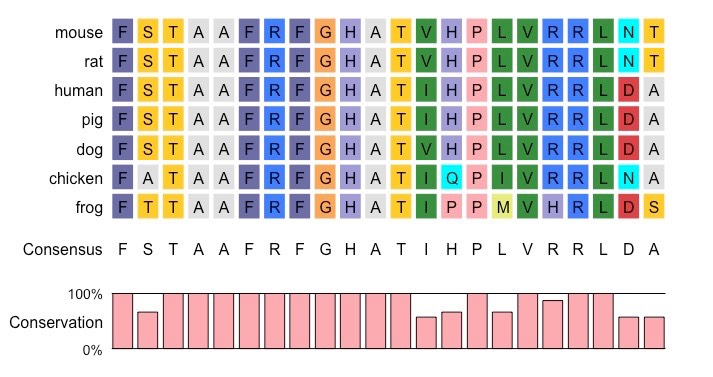 mouse F S T A A F R F G H A T V H P L V R R L N T
rat F S T A A F R F G H A T V H P L V R R L N T
human F S T A A F R F G H A T I H P L V R R L D A
pig F S T A A F R F G H A T I H P L V R R L D A
dog F S T A A F R F G H A T V H P L V R R L D A
chicken F A T A A F R F G H A T I Q P I V R R L N A
frog F T T A A F R F G H A T I P P M V H R L D S
Consensus F S T A A F R F G H A T I H P L V R R L D A
100%
Conservation
0%